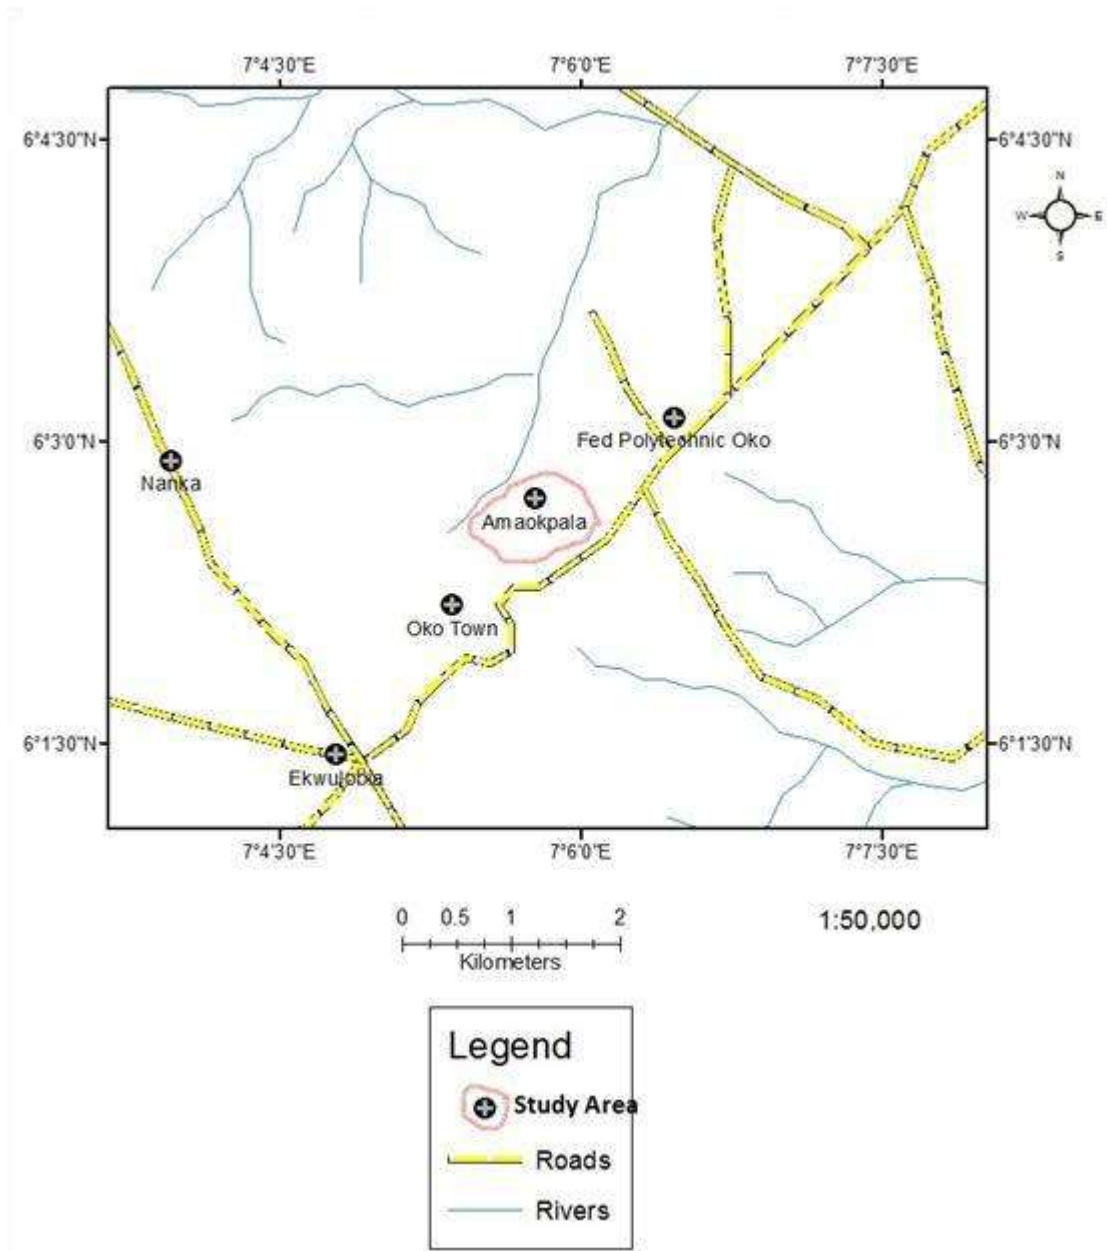 7°4'30"E 7°6'0"E 7°7'30"E
6°4'30"N 6°4'30"N
N
W E
S
6°3'0"N 6°3'0"N
Fed Polytechnic Oko
Nanka
Amaokpala
Oko Town
6°1'30"N 6°1'30"N
Ekwulobia
7°4'30"E 7°6'0"E 7°7'30"E
0 0.5 1 2
1:50,000
Kilometers
Legend
Study Area
Roads
Rivers